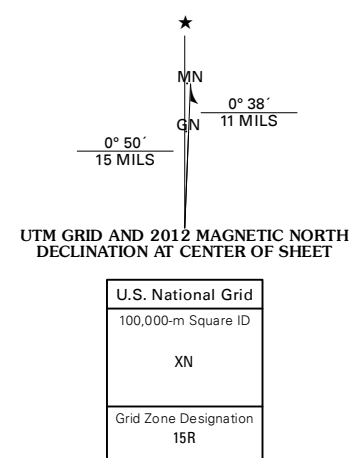 ★
MN
0° 38´
11 MILS
GN
0° 50´
15 MILS
UTM GRID AND 2012 MAGNETIC NORTH
DECLINATION AT CENTER OF SHEET
U.S. National Grid
100,000-m Square ID
XN
Grid Zone Designation
15R